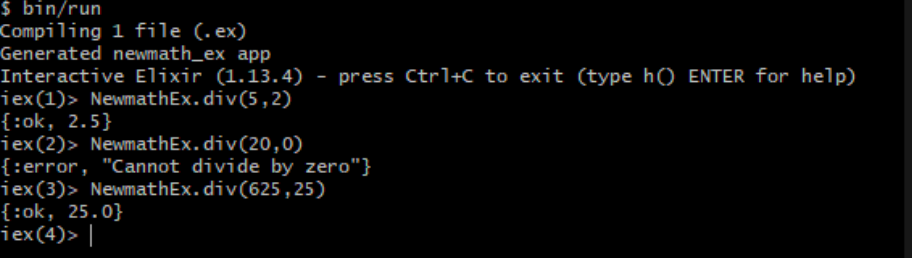 $ bin/run
Compiling 1 file (.ex)
Generated newmath_ex app
Interactive Elixir (1.13.4) - press Ctrl+C to exit (type h() ENTER for help)
iex(1)> NewmathEx.div(5,2)
{:ok, 2.5}
iex(2)> NewmathEx.div(20,0)
{:error, "Cannot divide by zero"}
iex(3)> NewmathEx.div(625,25)
{:ok, 25.0}
iex(4)>